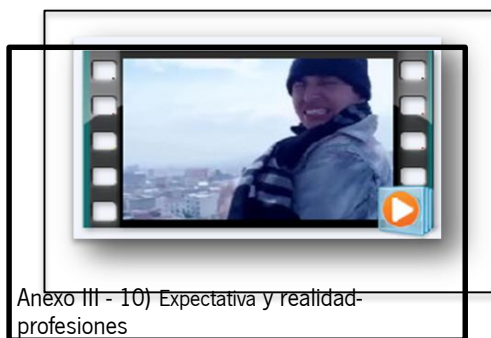 Anexo III - 10) Expectativa y realidad-
profesiones